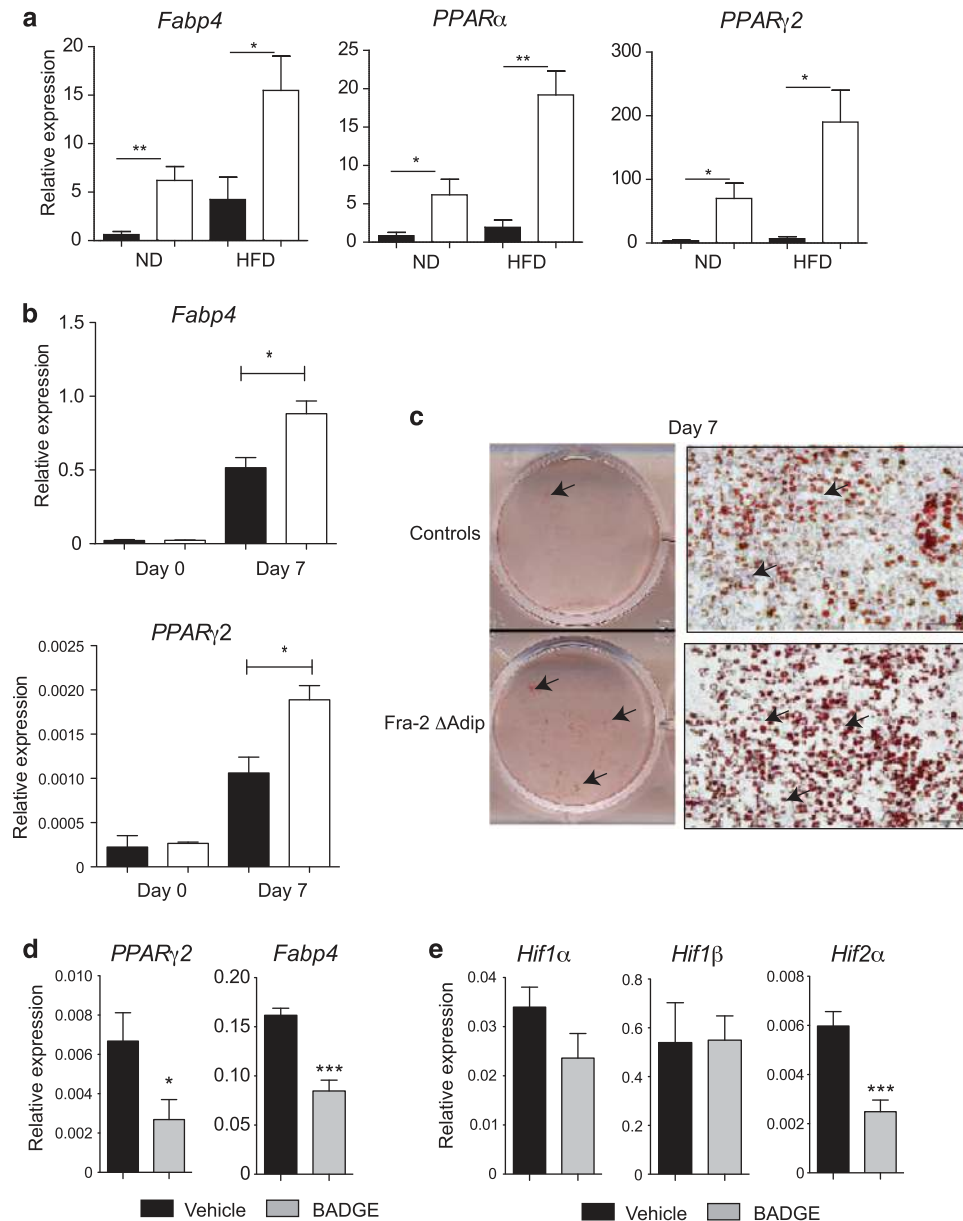 a
Fabp4
PPARα
PPARγ2
Relative expression
20
15
10
5
0
**
*
ND
HFD
25
20
15
10
5
0
*
**
ND
HFD
300
200
100
0
*
*
ND
HFD
b
Fabp4
Relative expression
1.5
1.0
0.5
0
*
Day 0
Day 7
PPARγ2
Relative expression
0.0025
0.0020
0.0015
0.0010
0.0005
0
*
Day 0
Day 7
c
Day 7
Controls
Fra-2 ΔAdip
d
PPARγ2
Fabp4
Relative expression
0.010
0.008
0.006
0.004
0.002
0
*
0.20
0.15
0.10
0.05
0
***
Vehicle
BADGE
e
Hif1α
Hif1β
Hif2α
Relative expression
0.04
0.03
0.02
0.01
0
0.8
0.6
0.4
0.2
0
0.008
0.006
0.004
0.002
0
***
Vehicle
BADGE